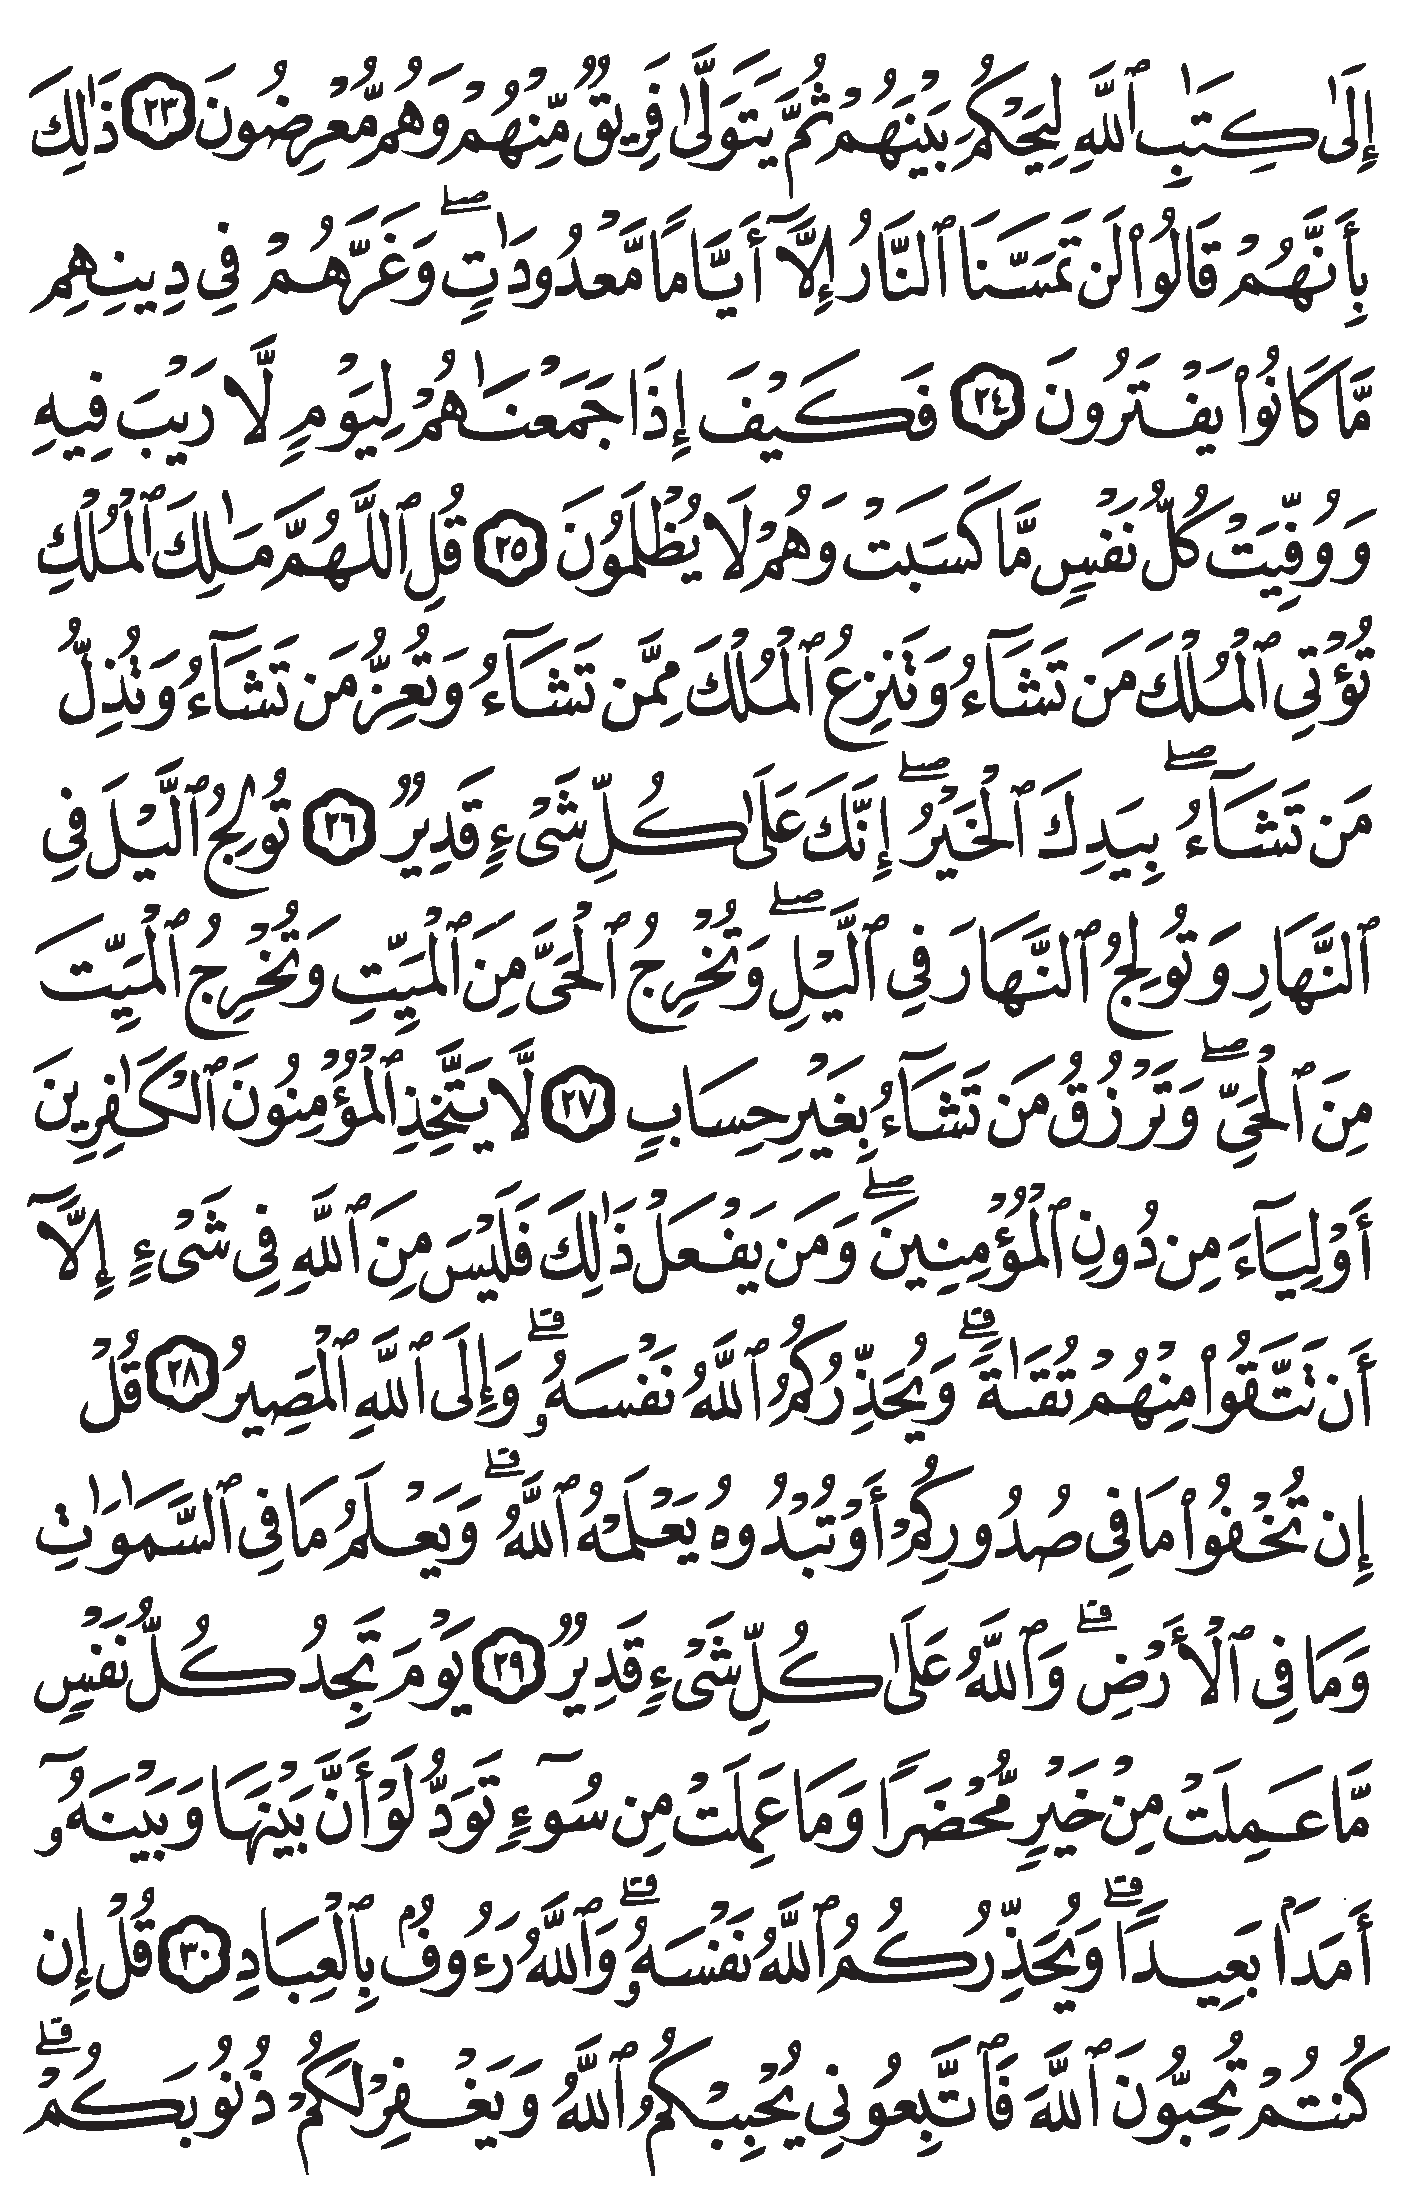 إِلَىٰ كِتَٰبِ ٱللَّهِ لِيَحْكُمَ بَيْنَهُمْ ثُمَّ يَتَوَلَّىٰ فَرِيقٌ مِّنْهُمْ وَهُم مُّعْرِضُونَ ٢٣ ذَٰلِكَ
بِأَنَّهُمْ قَالُوا۟ لَن تَمَسَّنَا ٱلنَّارُ إِلَّآ أَيَّامًا مَّعْدُودَٰتٍۖ وَغَرَّهُمْ فِى دِينِهِم
مَّا كَانُوا۟ يَفْتَرُونَ ٢٤ فَكَيْفَ إِذَا جَمَعْنَٰهُمْ لِيَوْمٍ لَّا رَيْبَ فِيهِ
وَوُفِّيَتْ كُلُّ نَفْسٍ مَّا كَسَبَتْ وَهُمْ لَا يُظْلَمُونَ ٢٥ قُلِ ٱللَّهُمَّ مَٰلِكَ ٱلْمُلْكِ
تُؤْتِى ٱلْمُلْكَ مَن تَشَآءُ وَتَنزِعُ ٱلْمُلْكَ مِمَّن تَشَآءُ وَتُعِزُّ مَن تَشَآءُ وَتُذِلُّ
مَن تَشَآءُۖ بِيَدِكَ ٱلْخَيْرُۖ إِنَّكَ عَلَىٰ كُلِّ شَىْءٍ قَدِيرٌ ٢٦ تُولِجُ ٱلَّيْلَ فِى
ٱلنَّهَارِ وَتُولِجُ ٱلنَّهَارَ فِى ٱلَّيْلِۖ وَتُخْرِجُ ٱلْحَىَّ مِنَ ٱلْمَيِّتِ وَتُخْرِجُ ٱلْمَيِّتَ
مِنَ ٱلْحَىِّۖ وَتَرْزُقُ مَن تَشَآءُ بِغَيْرِ حِسَابٍ ٢٧ لَّا يَتَّخِذِ ٱلْمُؤْمِنُونَ ٱلْكَٰفِرِينَ
أَوْلِيَآءَ مِن دُونِ ٱلْمُؤْمِنِينَۖ وَمَن يَفْعَلْ ذَٰلِكَ فَلَيْسَ مِنَ ٱللَّهِ فِى شَىْءٍ إِلَّآ
أَن تَتَّقُوا۟ مِنْهُمْ تُقَىٰةًۗ وَيُحَذِّرُكُمُ ٱللَّهُ نَفْسَهُۥۗ وَإِلَى ٱللَّهِ ٱلْمَصِيرُ ٢٨ قُلْ
إِن تُخْفُوا۟ مَا فِى صُدُورِكُمْ أَوْ تُبْدُوهُ يَعْلَمْهُ ٱللَّهُۗ وَيَعْلَمُ مَا فِى ٱلسَّمَٰوَٰتِ
وَمَا فِى ٱلْأَرْضِۗ وَٱللَّهُ عَلَىٰ كُلِّ شَىْءٍ قَدِيرٌ ٢٩ يَوْمَ تَجِدُ كُلُّ نَفْسٍ
مَّا عَمِلَتْ مِنْ خَيْرٍ مُّحْضَرًا وَمَا عَمِلَتْ مِن سُوٓءٍ تَوَدُّ لَوْ أَنَّ بَيْنَهَا وَبَيْنَهُۥٓ
أَمَدًۢا بَعِيدًاۗ وَيُحَذِّرُكُمُ ٱللَّهُ نَفْسَهُۥۗ وَٱللَّهُ رَءُوفٌۢ بِٱلْعِبَادِ ٣٠ قُلْ إِن
كُنتُمْ تُحِبُّونَ ٱللَّهَ فَٱتَّبِعُونِى يُحْبِبْكُمُ ٱللَّهُ وَيَغْفِرْ لَكُمْ ذُنُوبَكُمْۗ